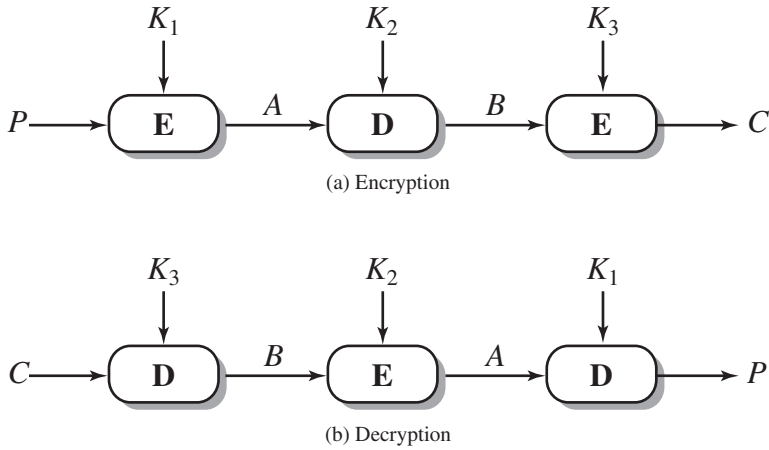 K₁ K₂ K₃
P E A D B E C
(a) Encryption
K₃ K₂ K₁
C D B E A D P
(b) Decryption